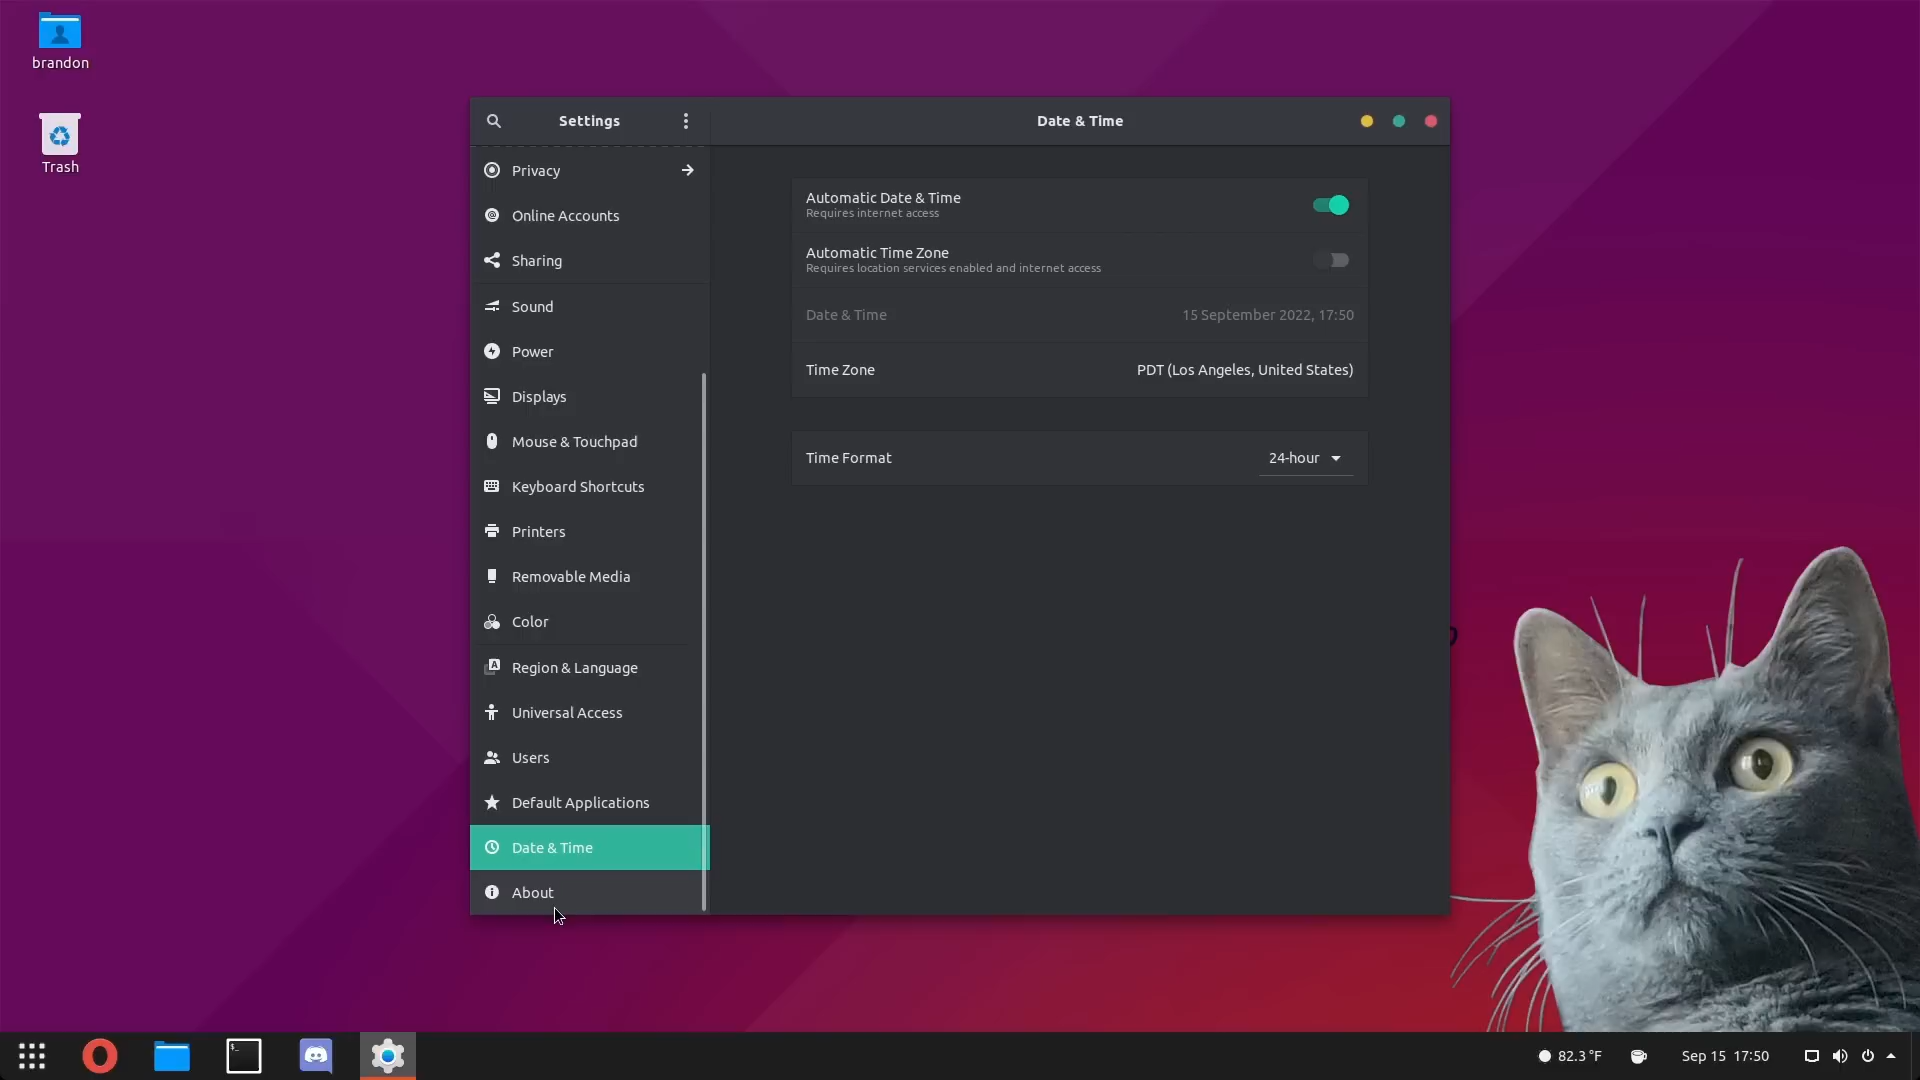 brandon
Trash
Settings
Date & Time
Privacy
Online Accounts
Sharing
Sound
Power
Displays
Mouse & Touchpad
Keyboard Shortcuts
Printers
Removable Media
Color
Region & Language
Universal Access
Users
Default Applications
Date & Time
About
Automatic Date & Time
Requires internet access
Automatic Time Zone
Requires location services enabled and internet access
Date & Time 15 September 2022, 17:50
Time Zone PDT (Los Angeles, United States)
Time Format 24-hour
82.3 °F
Sep 15 17:50